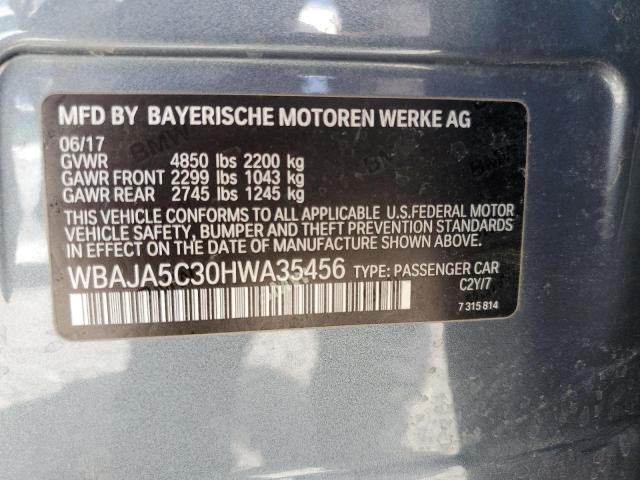 MFD BY BAYERISCHE MOTOREN WERKE AG
06/17
GVWR 4850 lbs 2200 kg
GAWR FRONT 2299 lbs 1043 kg
GAWR REAR 2745 lbs 1245 kg
THIS VEHICLE CONFORMS TO ALL APPLICABLE U.S.FEDERAL MOTOR
VEHICLE SAFETY, BUMPER AND THEFT PREVENTION STANDARDS
IN EFFECT ON THE DATE OF MANUFACTURE SHOWN ABOVE.
WBAJA5C30HWA35456 TYPE: PASSENGER CAR
C2Y/7
7 315 814